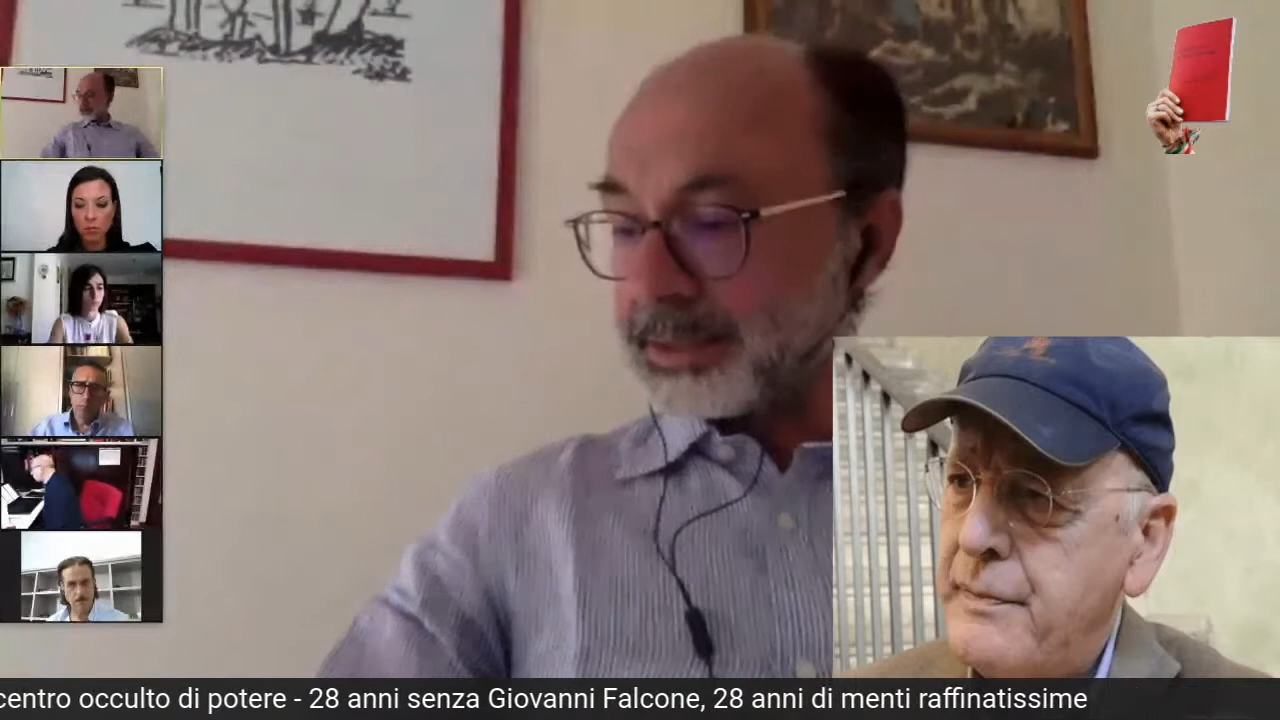 centro occulto di potere - 28 anni senza Giovanni Falcone, 28 anni di menti raffinatissime